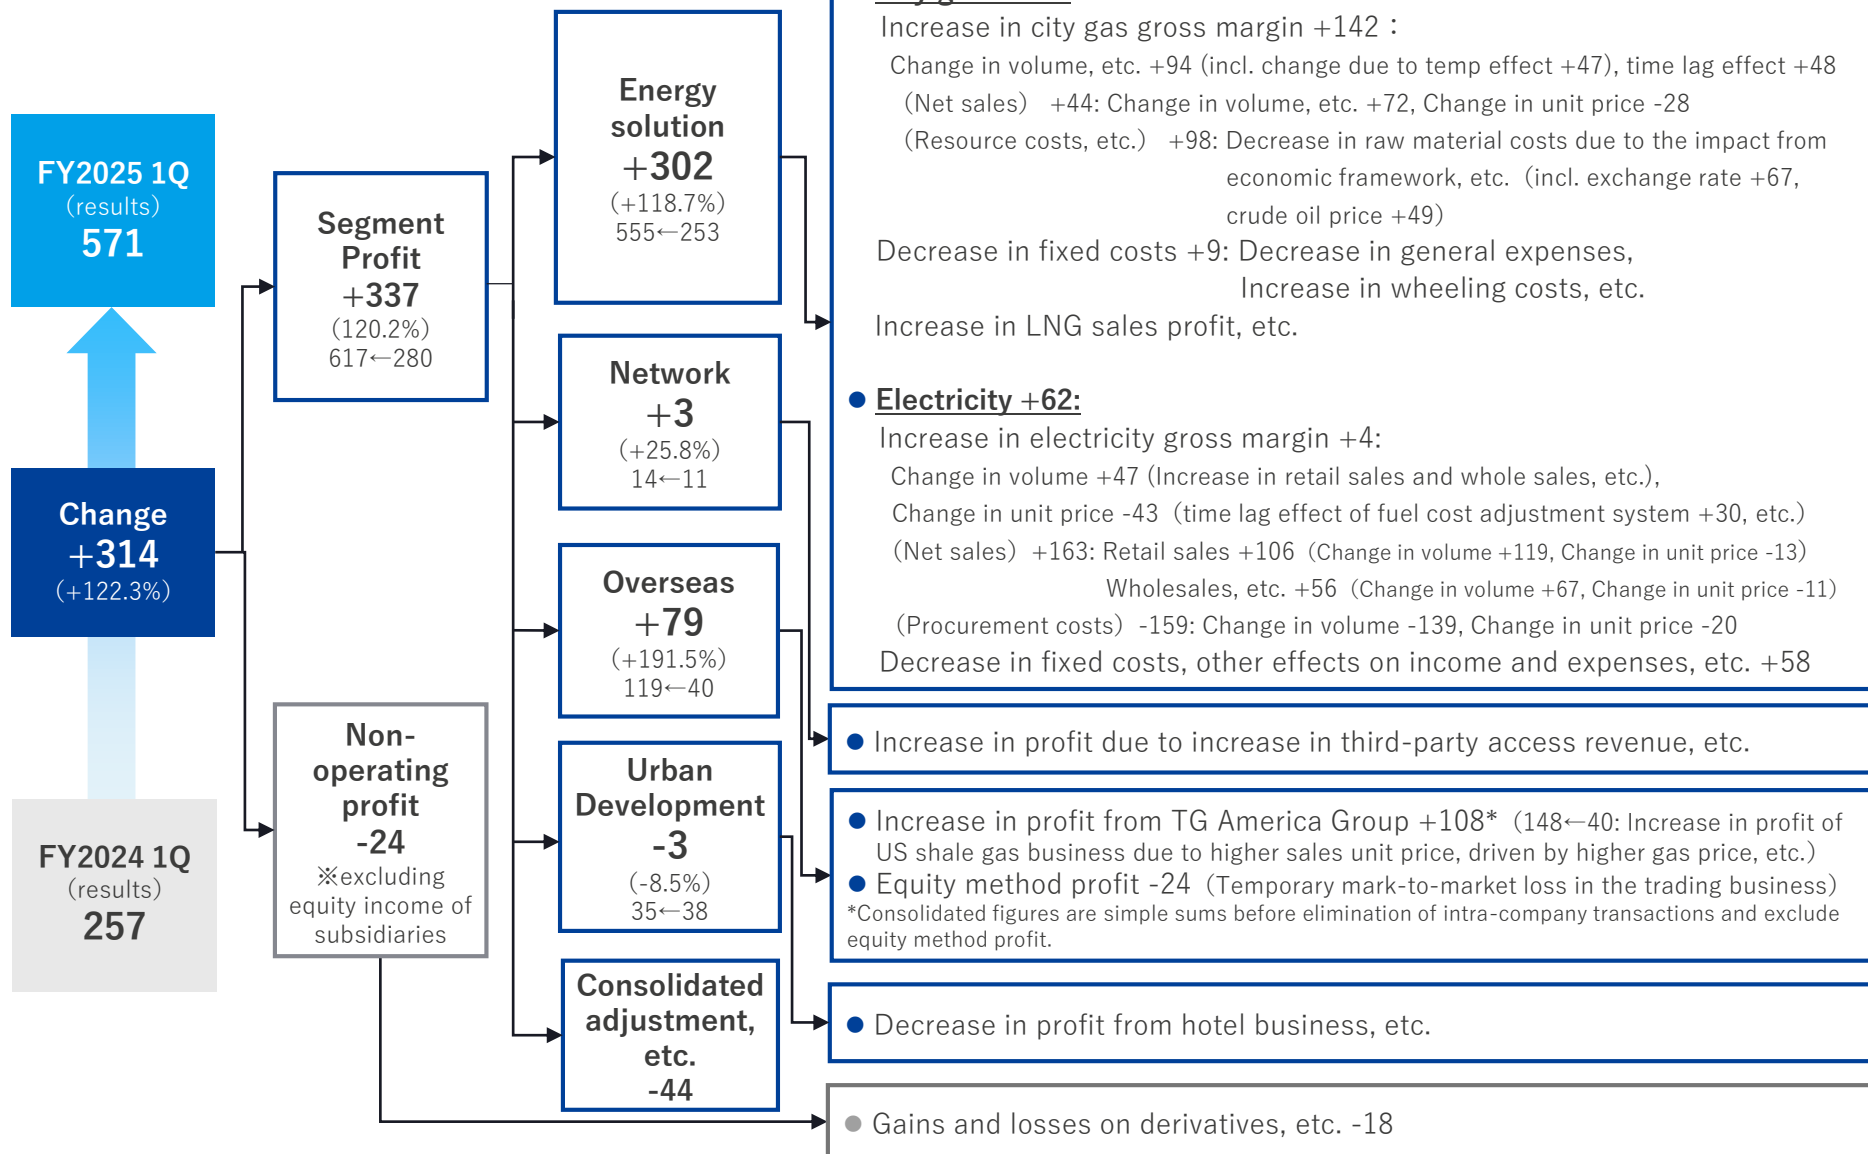 FY2025 1Q
(results)
571
Change
+314
(+122.3%)
FY2024 1Q
(results)
257
Segment
Profit
+337
(120.2%)
617←280
Non-
operating
profit
-24
※excluding
equity income of
subsidiaries
Energy
solution
+302
(+118.7%)
555←253
Network
+3
(+25.8%)
14←11
Overseas
+79
(+191.5%)
119←40
Urban
Development
-3
(-8.5%)
35←38
Consolidated
adjustment,
etc.
-44
Increase in city gas gross margin +142：
Change in volume, etc. +94 (incl. change due to temp effect +47), time lag effect +48
（Net sales） +44: Change in volume, etc. +72, Change in unit price -28
（Resource costs, etc.） +98: Decrease in raw material costs due to the impact from
economic framework, etc.（incl. exchange rate +67,
crude oil price +49）
Decrease in fixed costs +9: Decrease in general expenses,
Increase in wheeling costs, etc.
Increase in LNG sales profit, etc.
● Electricity +62:
Increase in electricity gross margin +4:
Change in volume +47 (Increase in retail sales and whole sales, etc.),
Change in unit price -43（time lag effect of fuel cost adjustment system +30, etc.）
（Net sales）+163: Retail sales +106（Change in volume +119, Change in unit price -13）
Wholesales, etc. +56（Change in volume +67, Change in unit price -11）
（Procurement costs）-159: Change in volume -139, Change in unit price -20
Decrease in fixed costs, other effects on income and expenses, etc. +58
● Increase in profit due to increase in third-party access revenue, etc.
● Increase in profit from TG America Group +108*（148←40: Increase in profit of
US shale gas business due to higher sales unit price, driven by higher gas price, etc.）
● Equity method profit -24（Temporary mark-to-market loss in the trading business）
*Consolidated figures are simple sums before elimination of intra-company transactions and exclude
equity method profit.
● Decrease in profit from hotel business, etc.
● Gains and losses on derivatives, etc. -18